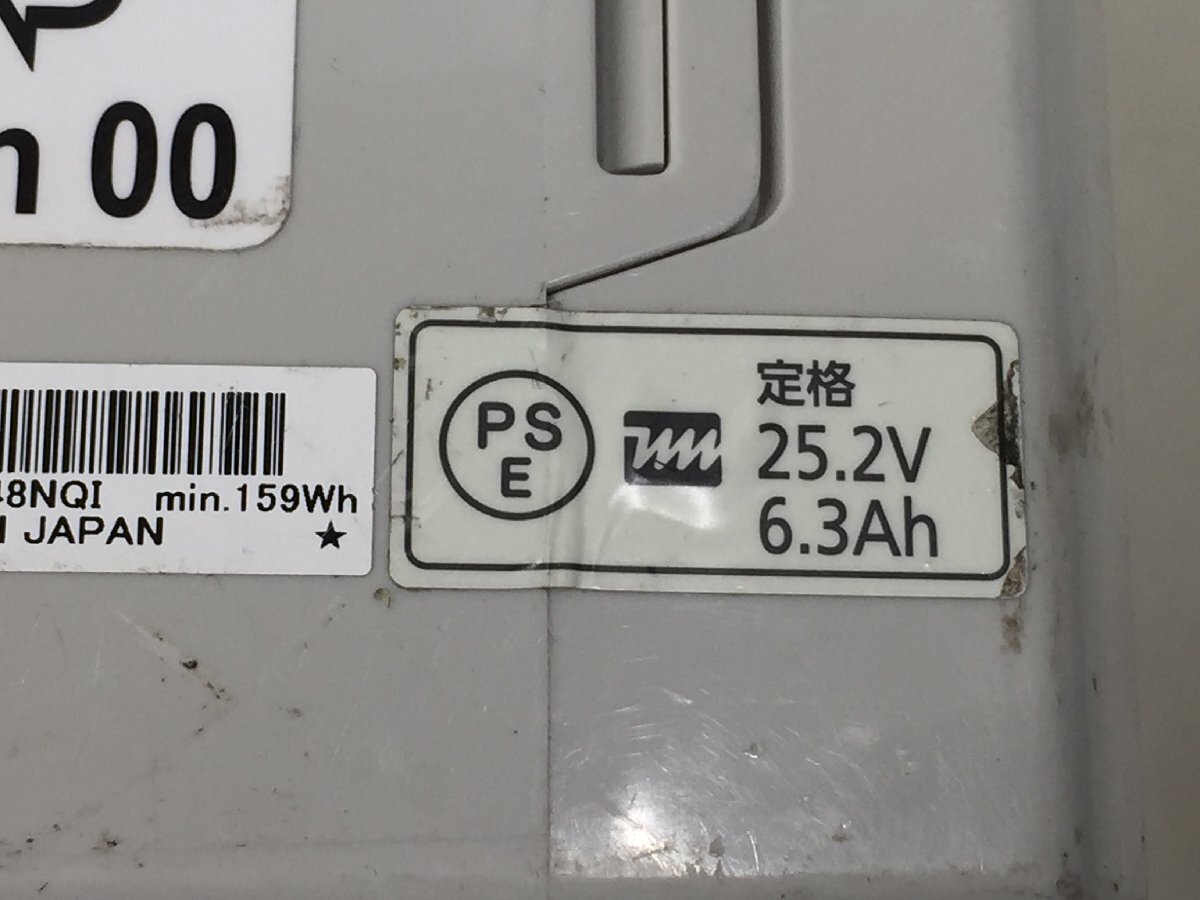 00
48NQI min.159Wh
JAPAN ★
PS
E
定格
25.2V
6.3Ah